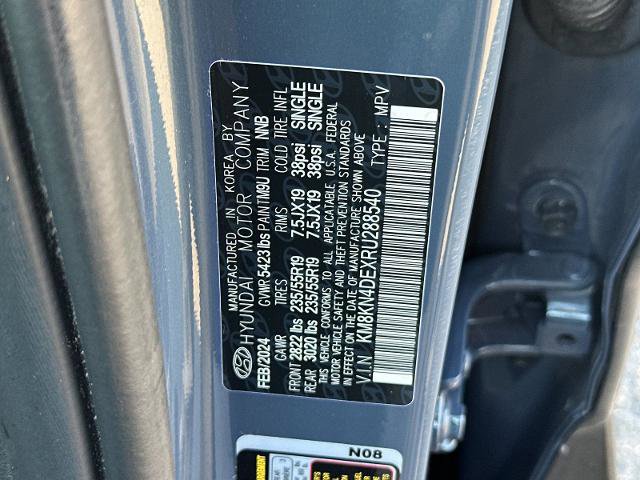 MANUFACTURED IN KOREA BY
HYUNDAI MOTOR COMPANY
FEB/2024 GVWR 5423 lbs PAINT M9U TRIM NNB
GAWR TIRES RIMS COLD TIRE INFL
FRONT 2822 lbs 235/55R19 7.5JX19 38psi SINGLE
REAR 3020 lbs 235/55R19 7.5JX19 38psi SINGLE
THIS VEHICLE CONFORMS TO ALL APPLICABLE U.S.A. FEDERAL
MOTOR VEHICLE SAFETY AND THEFT PREVENTION STANDARDS
IN EFFECT ON THE DATE OF MANUFACTURE SHOWN ABOVE
V.I.N / KM8KN4DEXRU288540 TYPE : MPV
N08